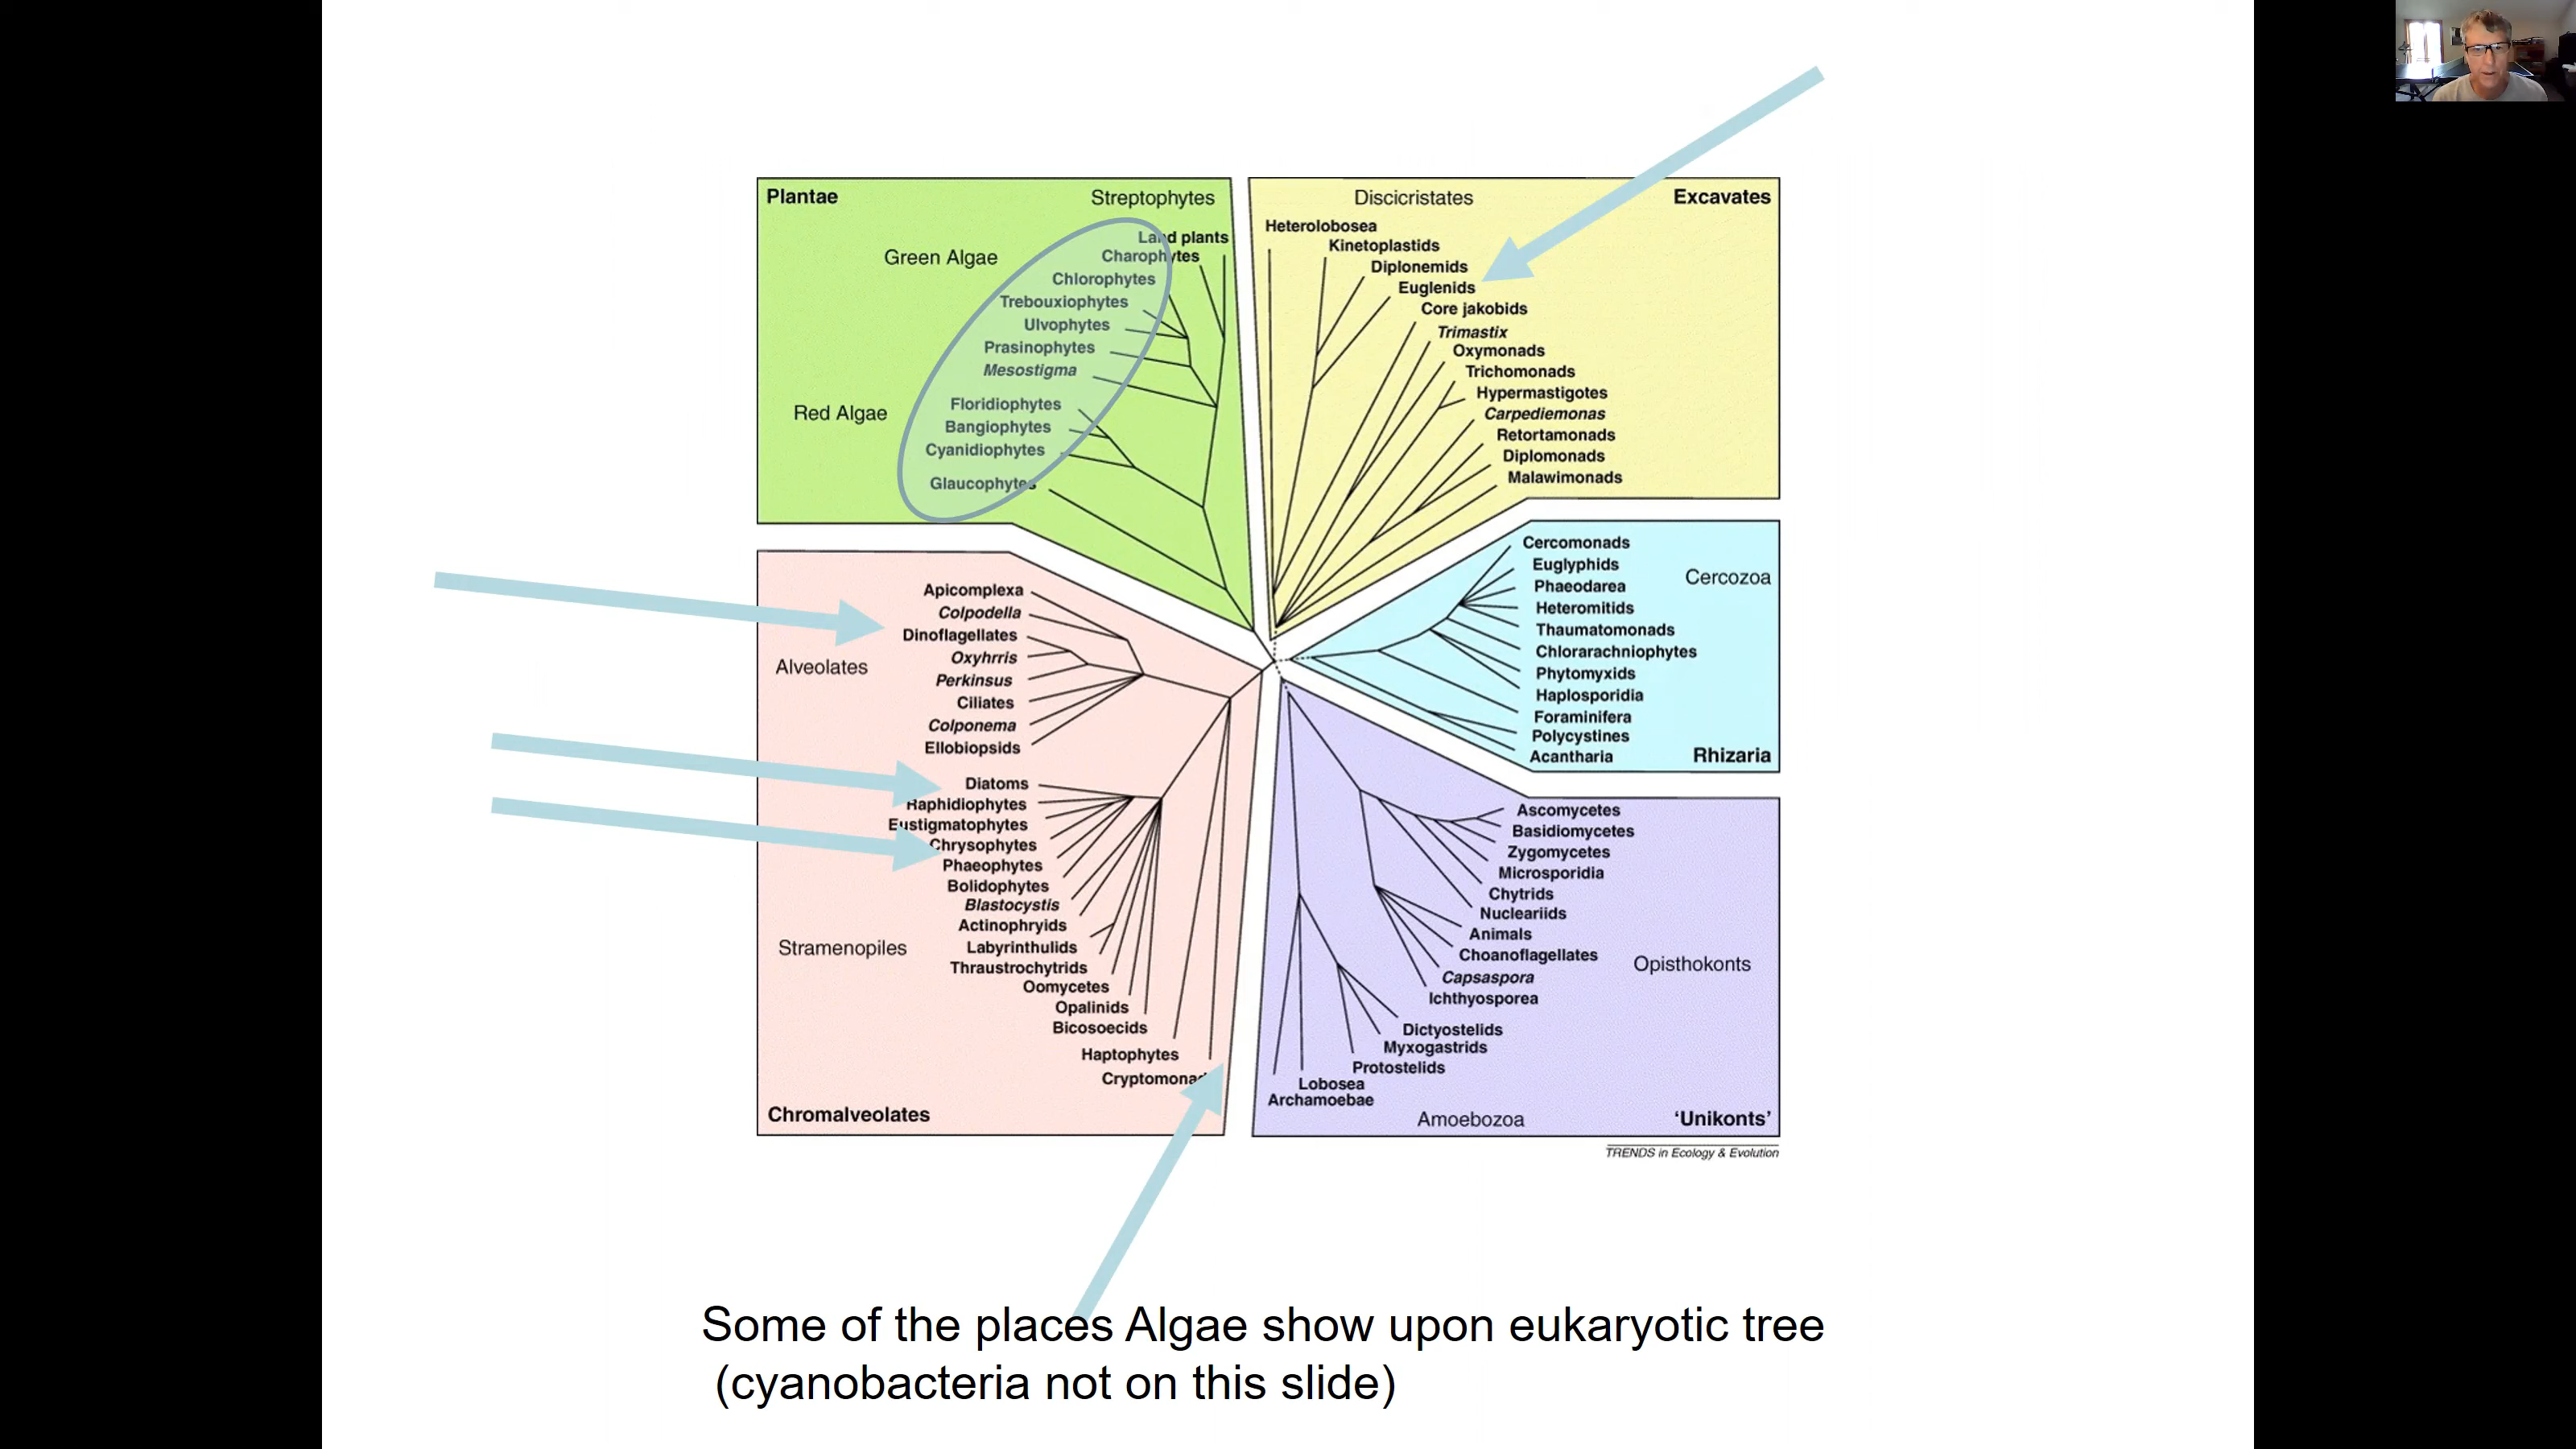 Plantae
Streptophytes
Land plants
Green Algae
Charophytes
Chlorophytes
Trebouxiophytes
Ulvophytes
Prasinophytes
Mesostigma
Red Algae
Floridiophytes
Bangiophytes
Cyanidiophytes
Glaucophytes
Discicristates
Excavates
Heterolobosea
Kinetoplastids
Diplonemids
Euglenids
Core jakobids
Trimastix
Oxymonads
Trichomonads
Hypermastigotes
Carpediemonas
Retortamonads
Diplomonads
Malawimonads
Cercomonads
Euglyphids
Cercozoa
Phaeodarea
Heteromitids
Thaumatomonads
Chlorarachniophytes
Phytomyxids
Haplosporidia
Foraminifera
Polycystines
Acantharia
Rhizaria
Apicomplexa
Colpodella
Dinoflagellates
Oxyhrris
Alveolates
Perkinsus
Ciliates
Colponema
Ellobiopsids
Diatoms
Raphidiophytes
Eustigmatophytes
Chrysophytes
Phaeophytes
Bolidophytes
Blastocystis
Actinophryids
Stramenopiles
Labyrinthulids
Thraustrochytrids
Oomycetes
Opalinids
Bicosoecids
Haptophytes
Cryptomonad
Chromalveolates
Ascomycetes
Basidiomycetes
Zygomycetes
Microsporidia
Chytrids
Nucleariids
Animals
Choanoflagellates
Opisthokonts
Capsaspora
Ichthyosporea
Dictyostelids
Myxogastrids
Protostelids
Lobosea
Archamoebae
Amoebozoa
‘Unikonts’
TRENDS in Ecology & Evolution
Some of the places Algae show upon eukaryotic tree
(cyanobacteria not on this slide)